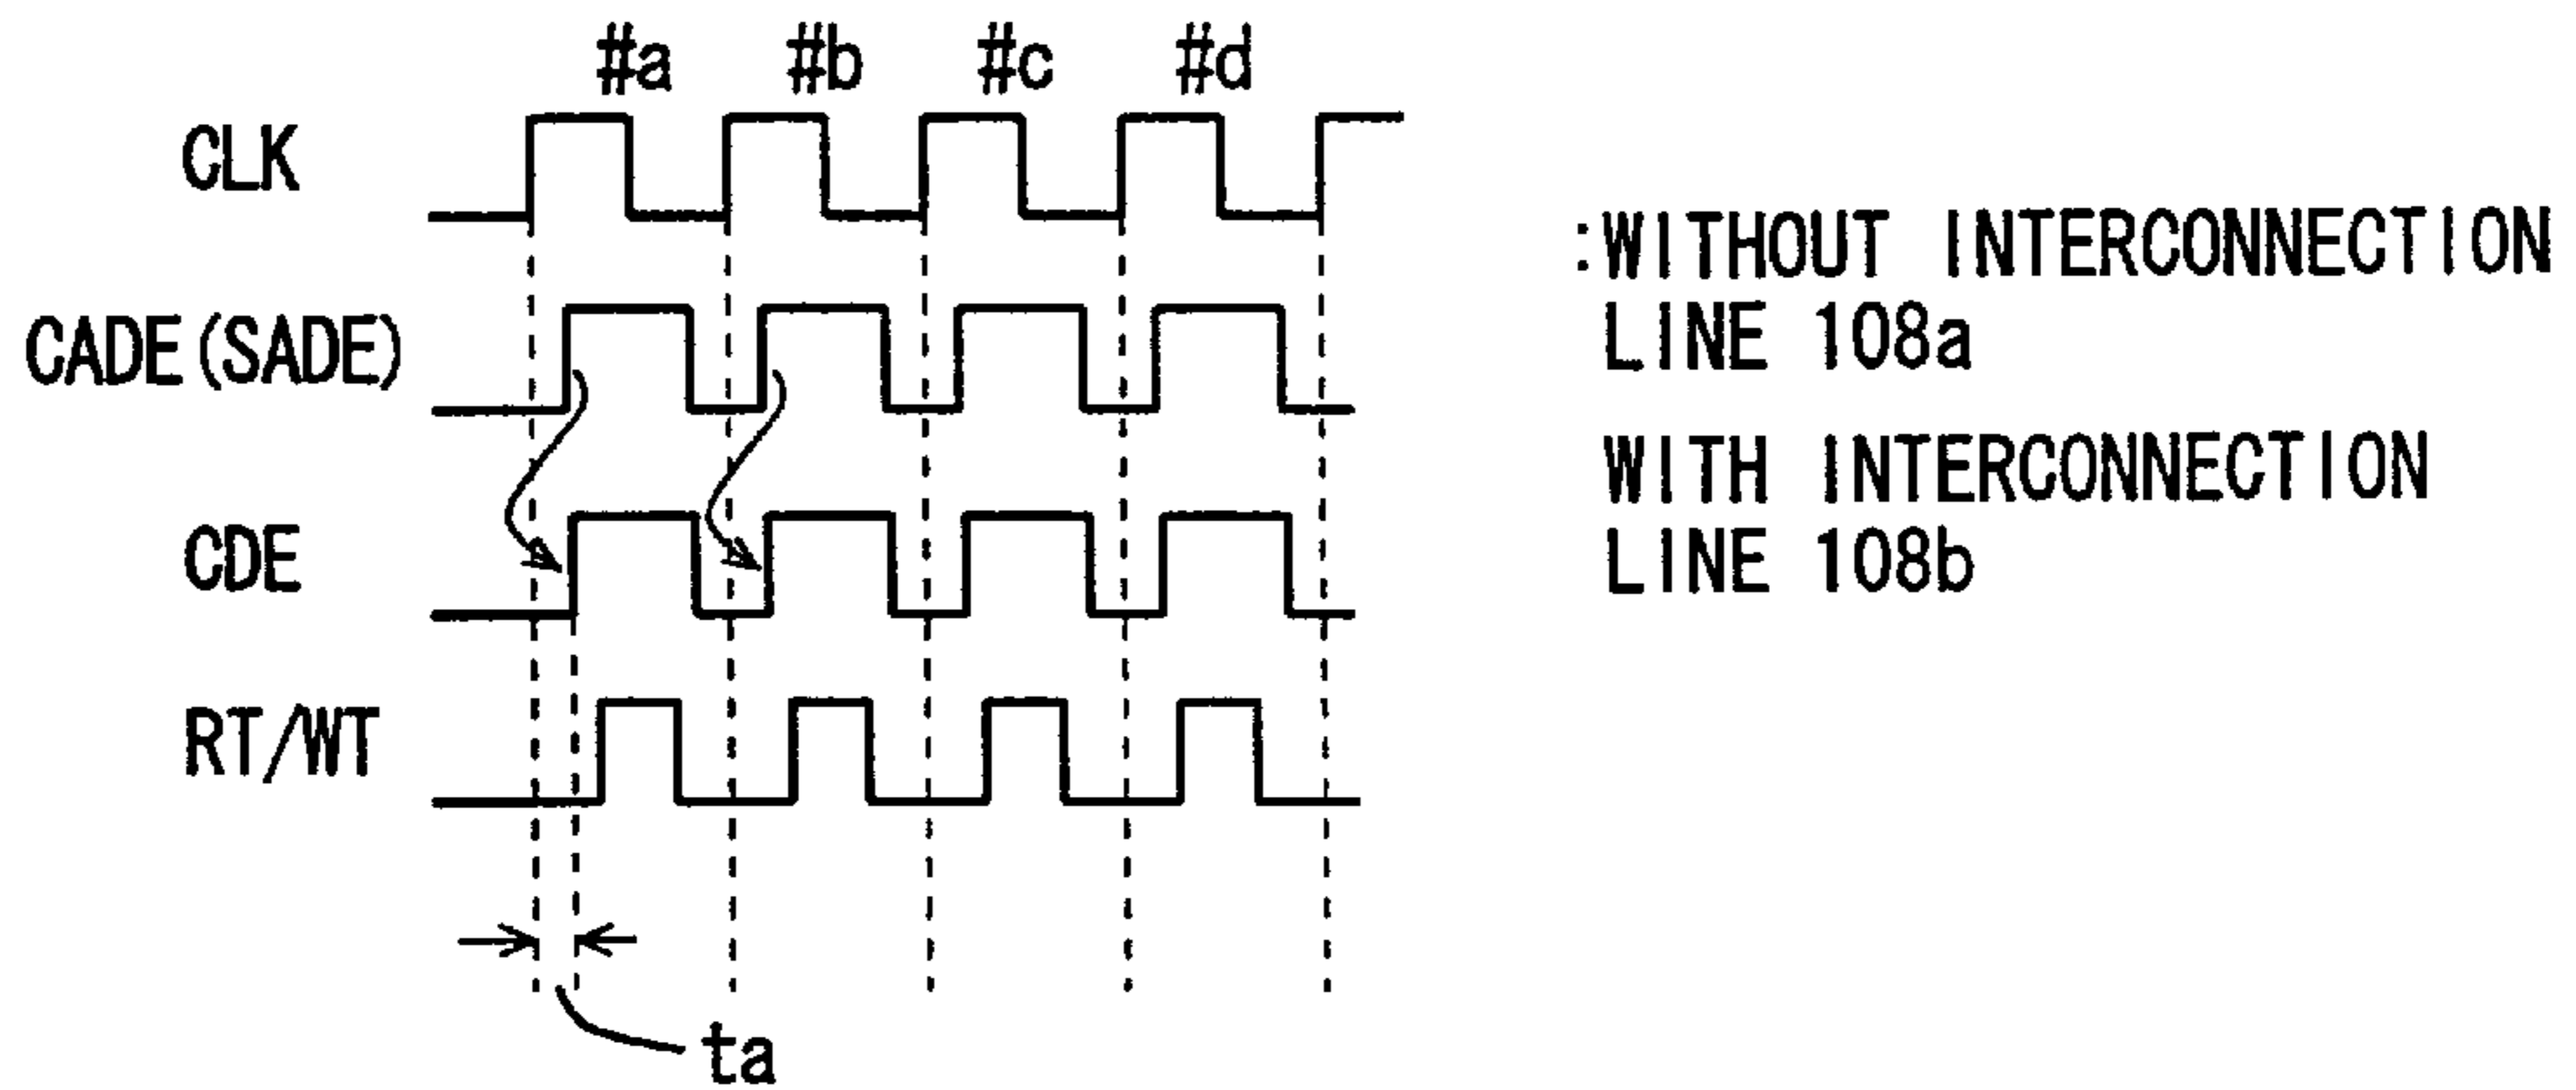 #a #b #c #d
CLK
:WITHOUT INTERCONNECTION
LINE 108a
CADE(SADE)
WITH INTERCONNECTION
LINE 108b
CDE
RT/WT
ta